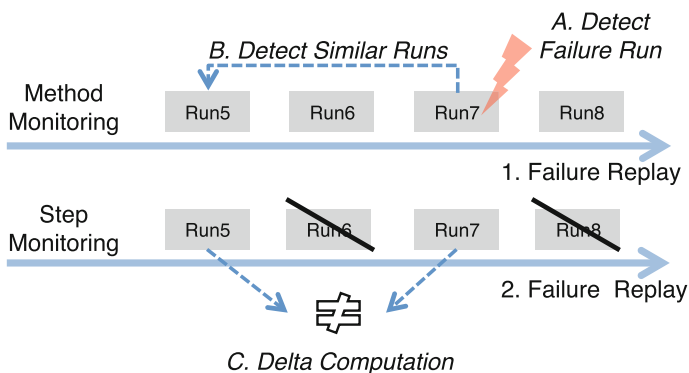 A. Detect
Failure Run
B. Detect Similar Runs
Method
Monitoring
Run5
Run6
Run7
Run8
1. Failure Replay
Step
Monitoring
Run5
Run6
Run7
Run8
2. Failure Replay
≠
C. Delta Computation